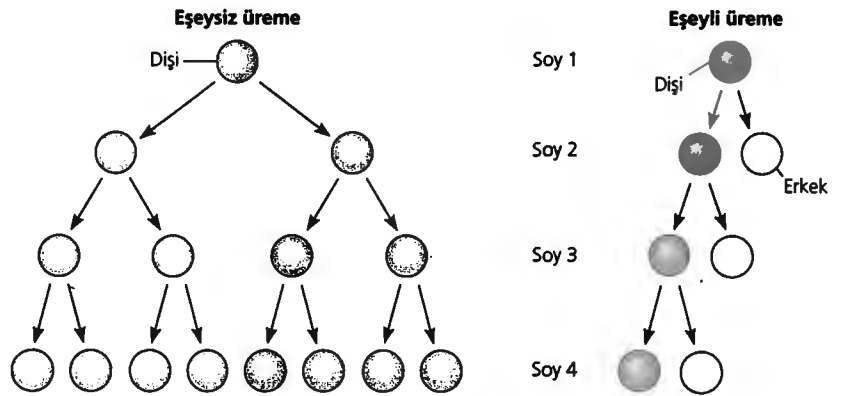 Eşeysiz üreme
Eşeyli üreme
Dişi
Soy 1
Dişi
Soy 2
Erkek
Soy 3
Soy 4